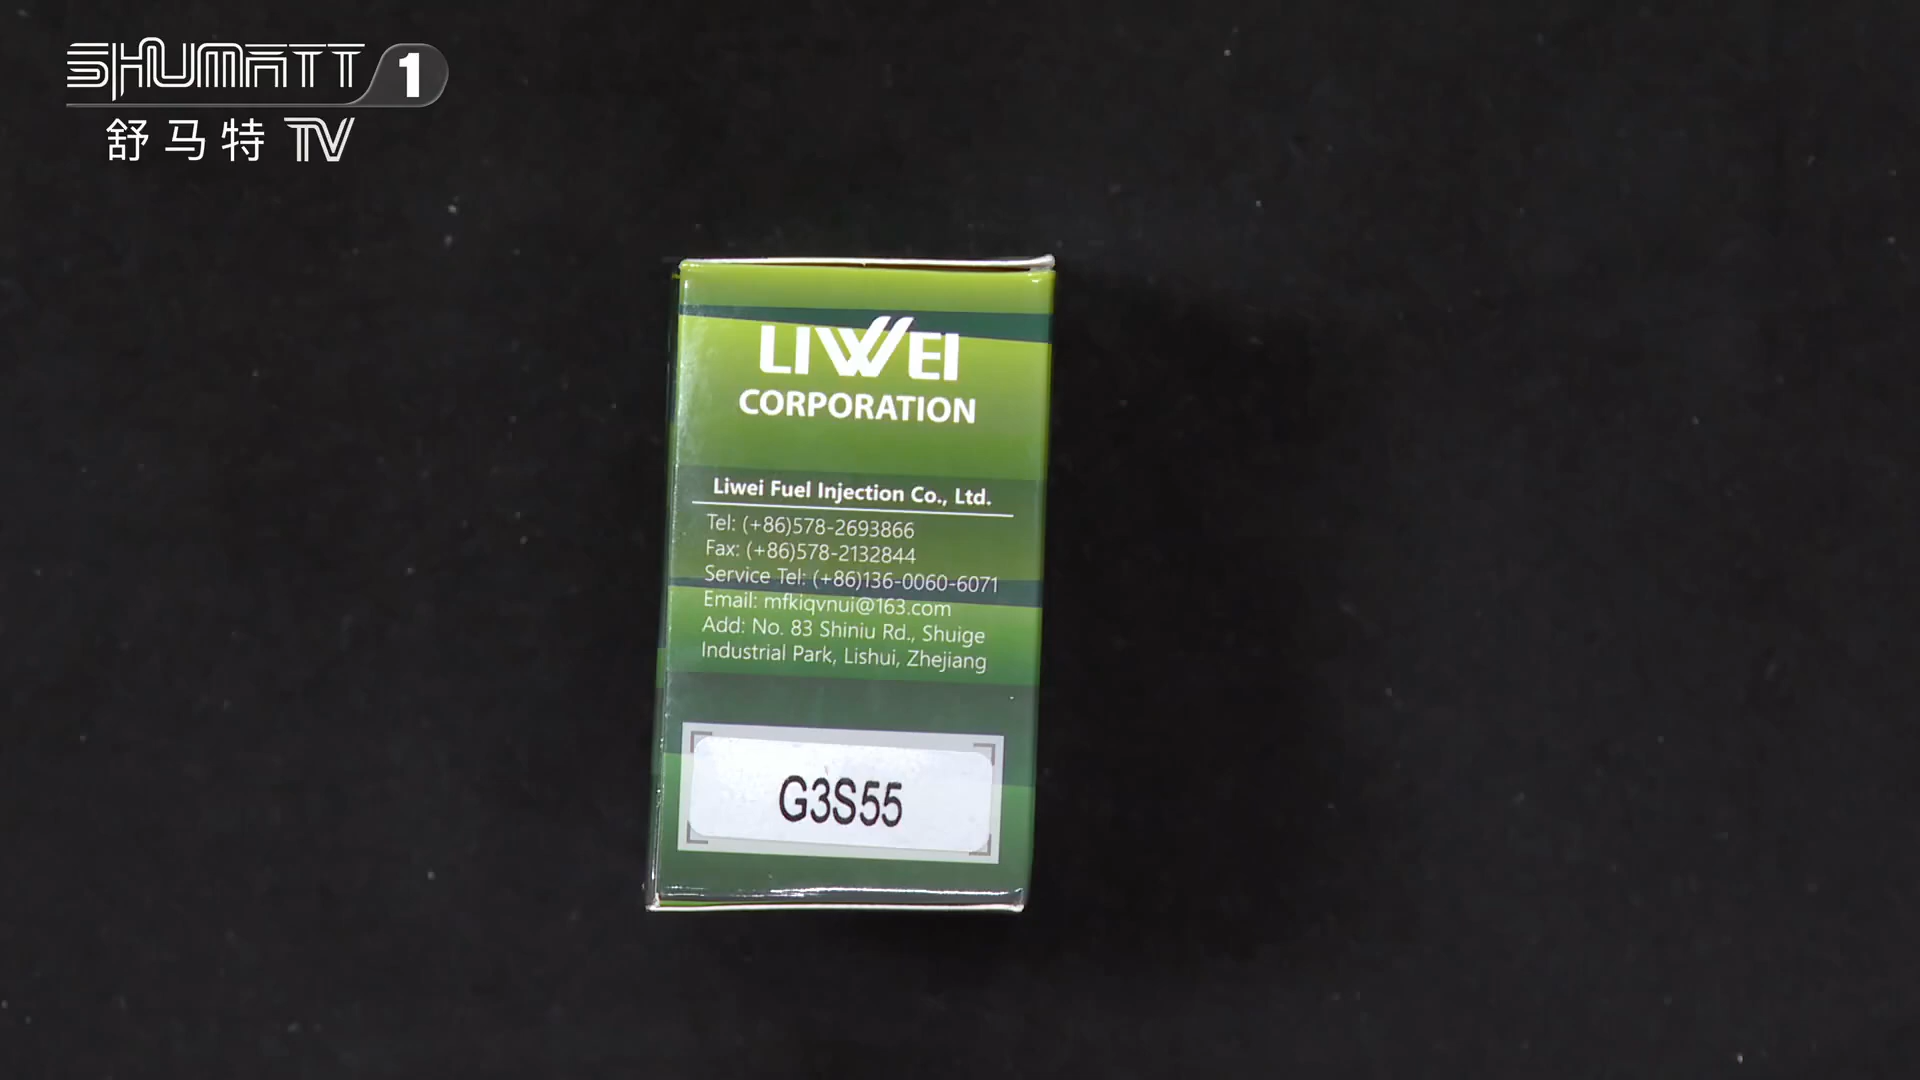 SHUMATT 1
舒马特 TV
LIWEI
CORPORATION
Liwei Fuel Injection Co., Ltd.
Tel: (+86)578-2693866
Fax: (+86)578-2132844
Service Tel: (+86)136-0060-6071
Email: mfkiqvnui@163.com
Add: No. 83 Shiniu Rd., Shuige
Industrial Park, Lishui, Zhejiang
G3S55